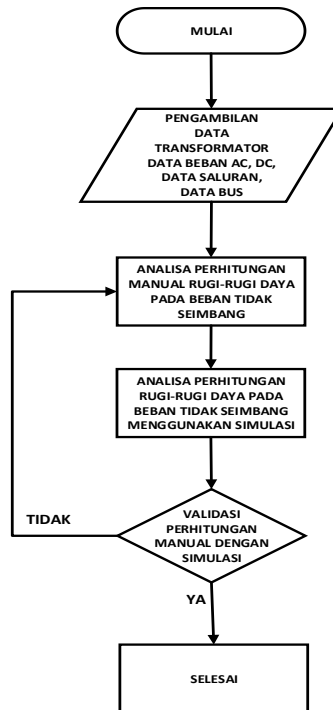 MULAI
PENGAMBILAN
DATA
TRANSFORMATOR
DATA BEBAN AC, DC,
DATA SALURAN,
DATA BUS
ANALISA PERHITUNGAN
MANUAL RUGI-RUGI DAYA
PADA BEBAN TIDAK
SEIMBANG
ANALISA PERHITUNGAN
RUGI-RUGI DAYA PADA
BEBAN TIDAK SEIMBANG
MENGGUNAKAN SIMULASI
TIDAK
VALIDASI
PERHITUNGAN
MANUAL DENGAN
SIMULASI
YA
SELESAI